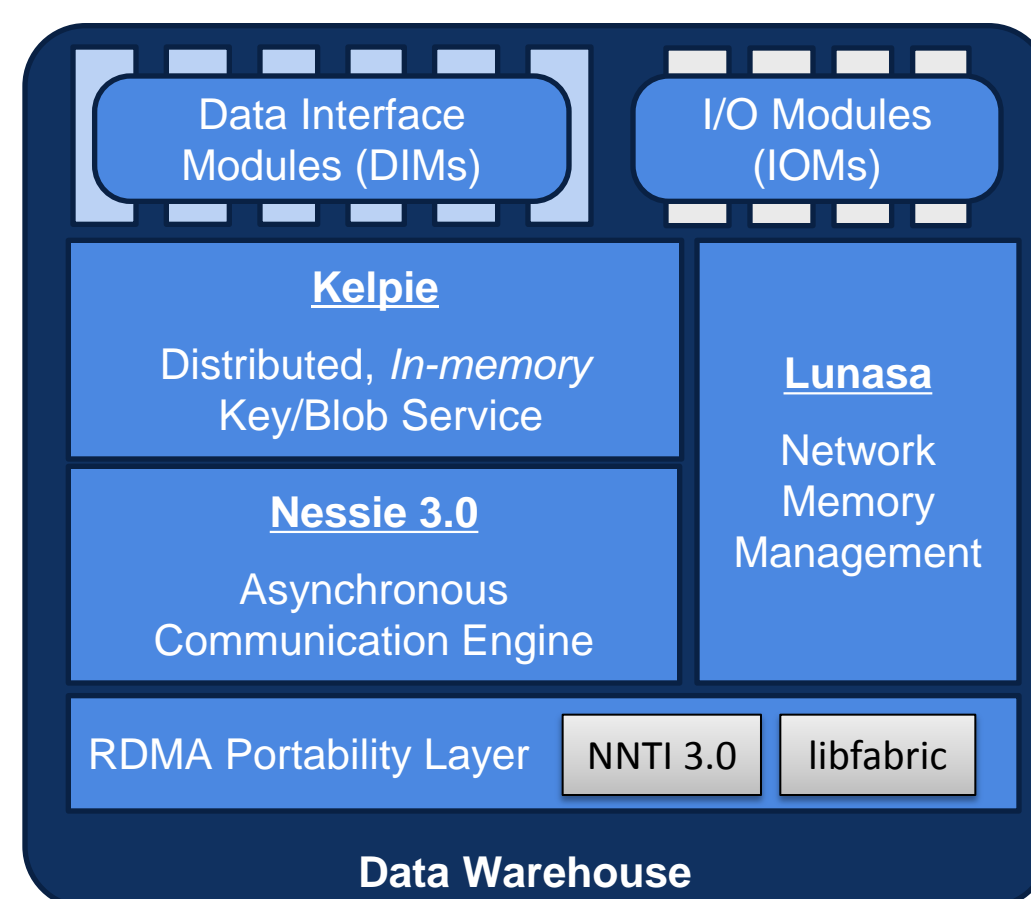 Data Interface
Modules (DIMs)
I/O Modules
(IOMs)
Kelpie
Distributed, In-memory
Key/Blob Service
Lunasa
Network
Memory
Management
Nessie 3.0
Asynchronous
Communication Engine
RDMA Portability Layer
NNTI 3.0
libfabric
Data Warehouse